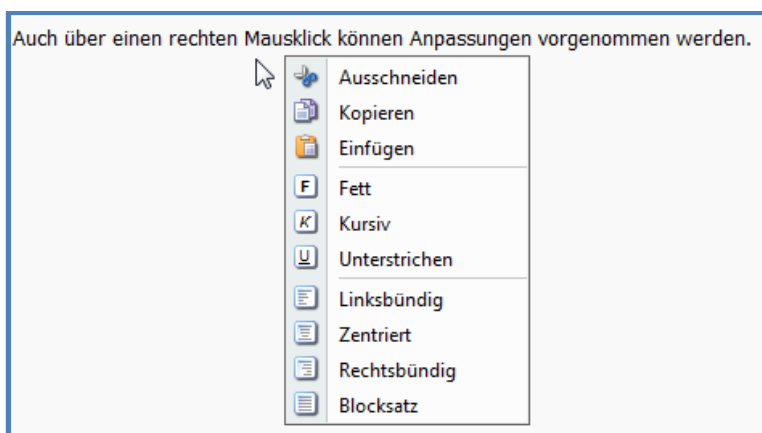 Auch über einen rechten Mausklick können Anpassungen vorgenommen werden.
Ausschneiden
Kopieren
Einfügen
F Fett
K Kursiv
U Unterstrichen
Linksbündig
Zentriert
Rechtsbündig
Blocksatz